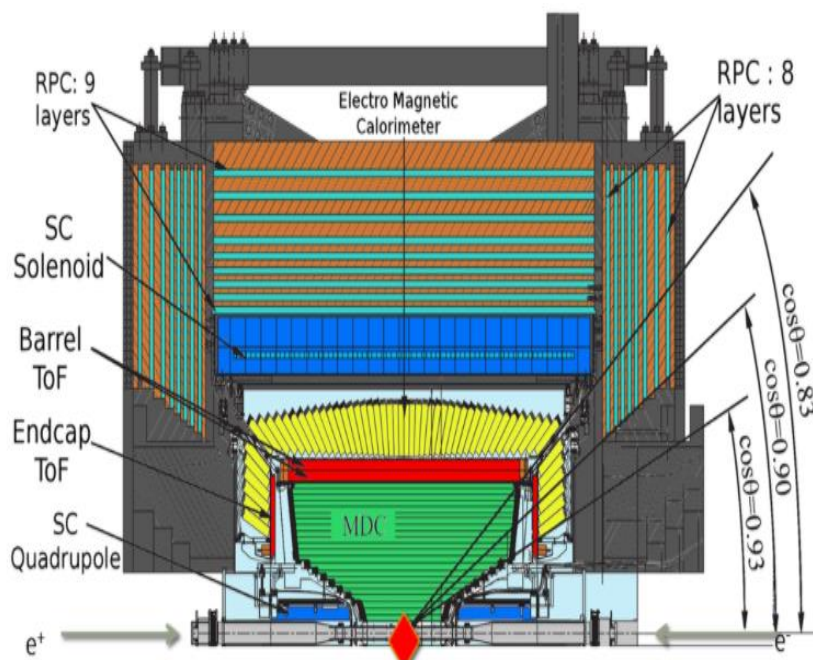 RPC: 9
layers
Electro Magnetic
Calorimeter
RPC : 8
layers
SC
Solenoid
Barrel
ToF
Endcap
ToF
SC
Quadrupole
MDC
cosθ=0.83
cosθ=0.90
cosθ=0.93
e⁺
e⁻